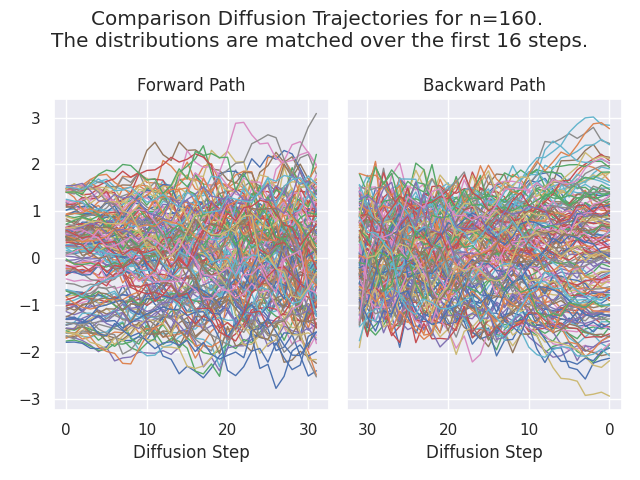 Comparison Diffusion Trajectories for n=160.
The distributions are matched over the first 16 steps.
Forward Path
Backward Path
3
2
1
0
−1
−2
−3
0 10 20 30
30 20 10 0
Diffusion Step
Diffusion Step